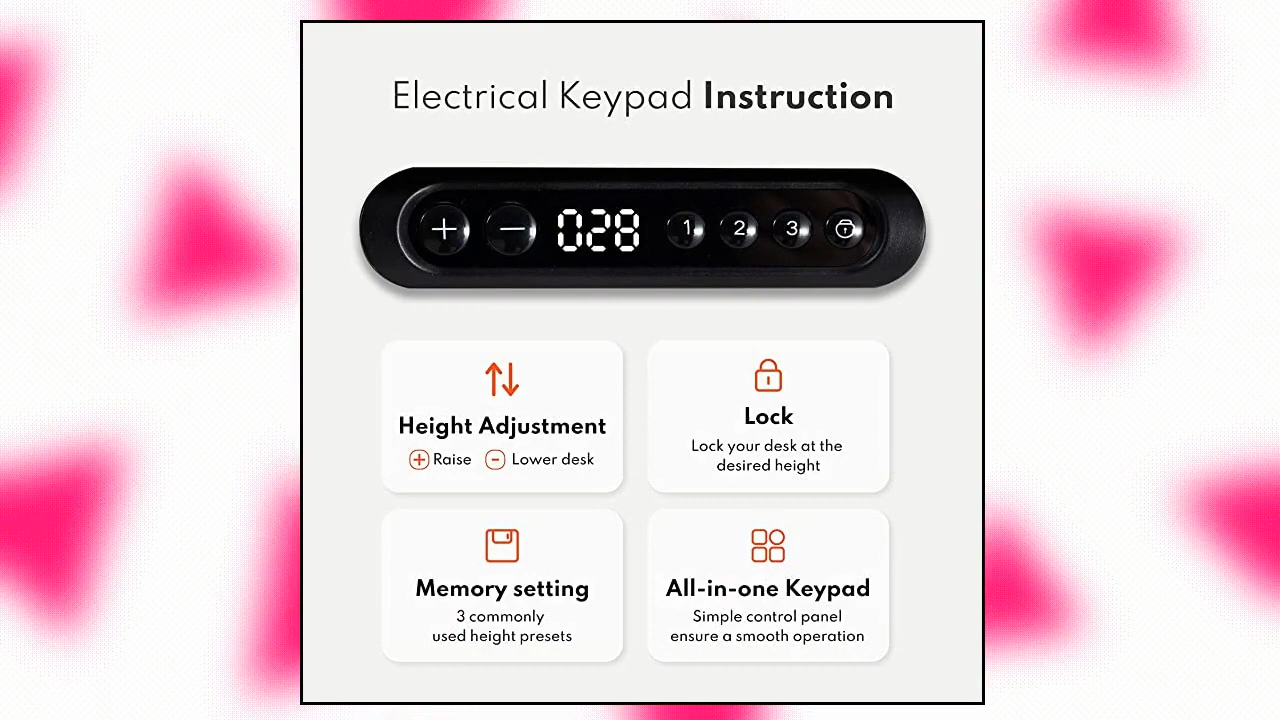 Electrical Keypad Instruction
+ − 028 1 2 3
Height Adjustment
+ Raise - Lower desk
Lock
Lock your desk at the
desired height
Memory setting
3 commonly
used height presets
All-in-one Keypad
Simple control panel
ensure a smooth operation